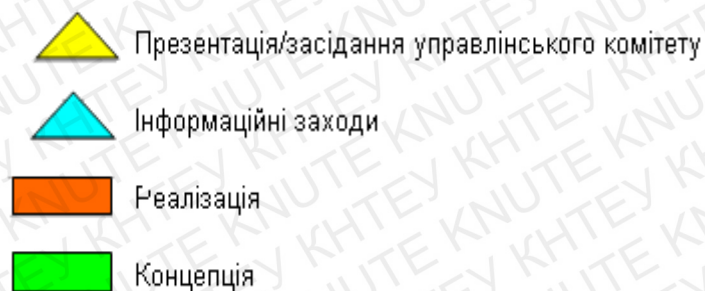 Презентація/засідання управлінського комітету
Інформаційні заходи
Реалізація
Концепція